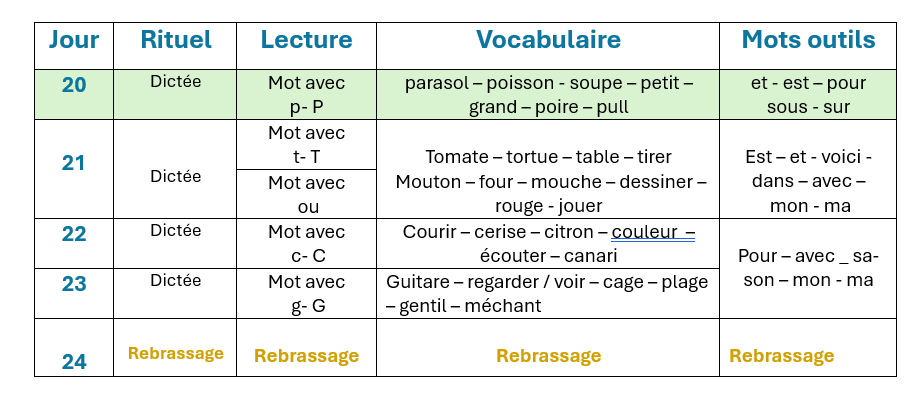 Jour Rituel Lecture Vocabulaire Mots outils
20 Dictée Mot avec parasol – poisson - soupe – petit – et - est – pour
p- P grand – poire – pull sous - sur
Mot avec
t- T Tomate – tortue – table – tirer Est – et - voici -
21 Dictée Mot avec Mouton – four – mouche – dessiner – dans – avec –
ou rouge - jouer mon - ma
22 Dictée Mot avec Courir – cerise – citron – couleur –
c- C écouter – canari Pour – avec _ sa-
23 Dictée Mot avec Guitare – regarder / voir – cage – plage son – mon - ma
g- G – gentil – méchant
24 Rebrassage Rebrassage Rebrassage Rebrassage